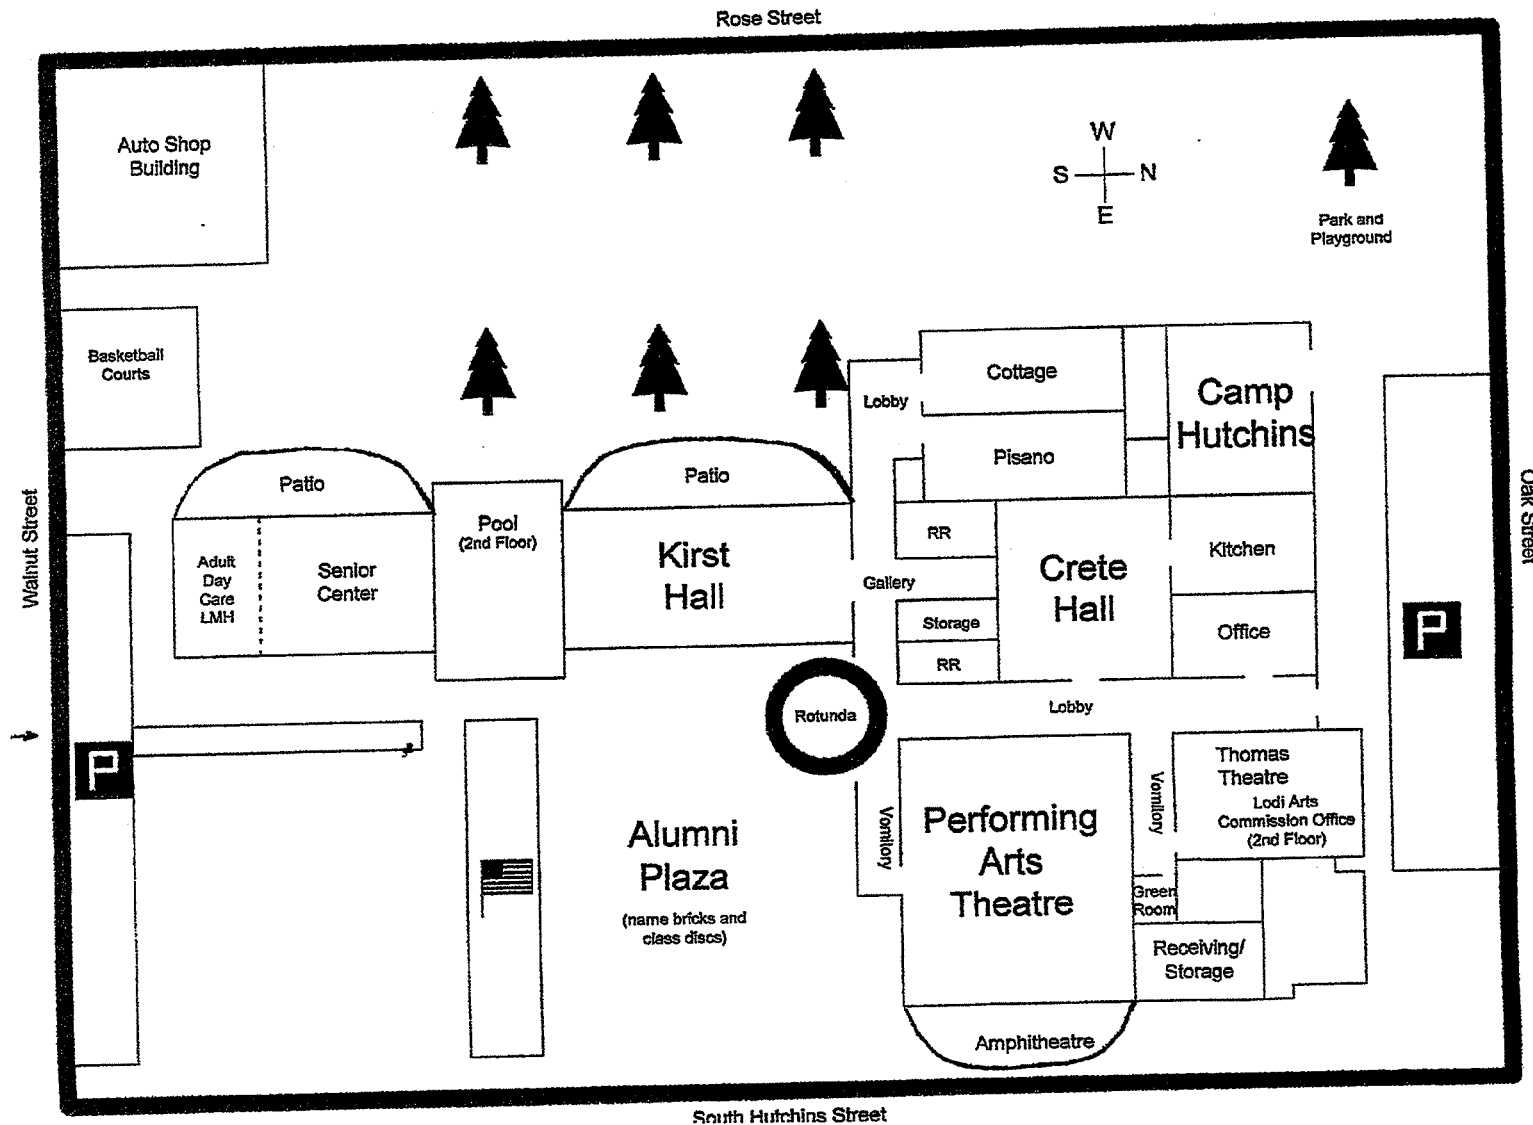 Rose Street
Auto Shop
Building
W
S
N
E
Park and
Playground
Basketball
Courts
Cottage
Lobby
Camp
Hutchins
Pisano
Patio
Patio
Pool
(2nd Floor)
Kirst
Hall
RR
Crete
Hall
Kitchen
Adult
Day
Care
LMH
Senior
Center
Gallery
Storage
RR
Office
Walnut Street
Oak Street
P
Rotunda
Lobby
P
Thomas
Theatre
Lodi Arts
Commission Office
(2nd Floor)
Vomitory
Vomitory
Performing
Arts
Theatre
Alumni
Plaza
(name bricks and
class discs)
Green
Room
Receiving/
Storage
Amphitheatre
South Hutchins Street